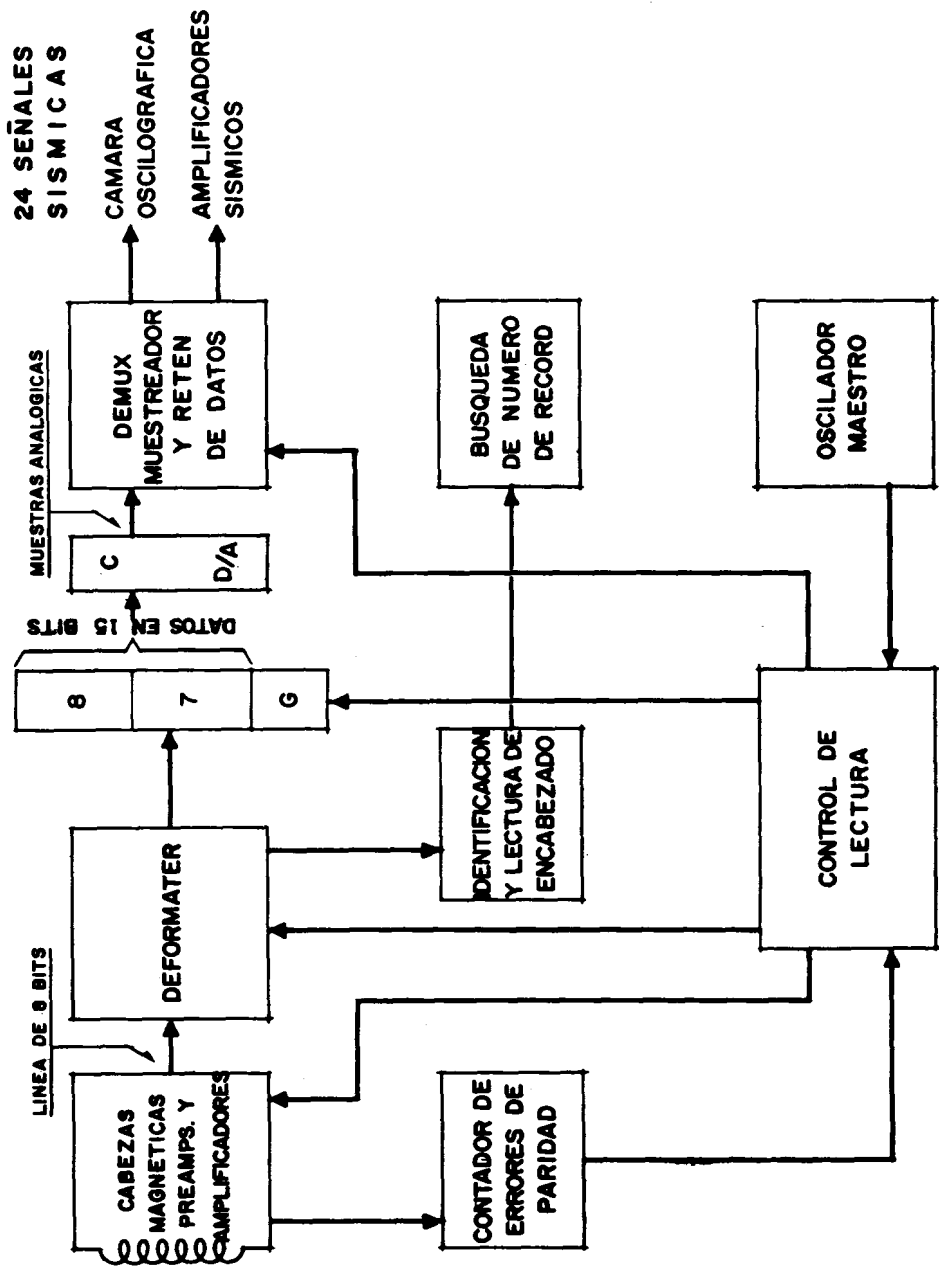 24 SEÑALES
SISMICAS
CAMARA
OSCILOGRAFICA
AMPLIFICADORES
SISMICOS
MUESTRAS ANALOGICAS
DEMUX
MUESTREADOR
Y RETEN
DE DATOS
C
D/A
DATOS EN 15 BITS
8
7
G
LINEA DE 8 BITS
DEFORMATER
CABEZAS
MAGNETICAS
PREAMPS. Y
AMPLIFICADORES
CONTADOR DE
ERRORES DE
PARIDAD
IDENTIFICACION
Y LECTURA DE
ENCABEZADO
BUSQUEDA
DE NUMERO
DE RECORD
CONTROL DE
LECTURA
OSCILADOR
MAESTRO